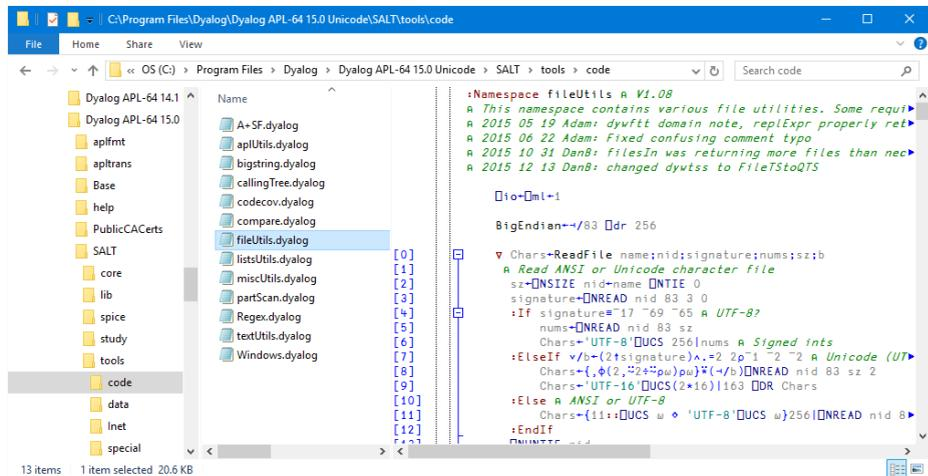 C:\Program Files\Dyalog\Dyalog APL-64 15.0 Unicode\SALT\tools\code
File Home Share View
« OS (C:) › Program Files › Dyalog › Dyalog APL-64 15.0 Unicode › SALT › tools › code
Search code
Dyalog APL-64 14.1
Dyalog APL-64 15.0
aplfmt
apltrans
Base
help
PublicCACerts
SALT
core
lib
spice
study
tools
code
data
Inet
special
Name
A+SF.dyalog
aplUtils.dyalog
bigstring.dyalog
callingTree.dyalog
codecov.dyalog
compare.dyalog
fileUtils.dyalog
listsUtils.dyalog
miscUtils.dyalog
partScan.dyalog
Regex.dyalog
textUtils.dyalog
Windows.dyalog
:Namespace fileUtils ⍝ V1.08
⍝ This namespace contains various file utilities. Some requi
⍝ 2015 05 19 Adam: dywftt domain note, replExpr properly ret
⍝ 2015 06 22 Adam: Fixed confusing comment typo
⍝ 2015 10 31 DanB: filesIn was returning more files than nec
⍝ 2015 12 13 DanB: changed dywtss to FileTStoQTS
⎕io←⎕ml←1
BigEndian←⊣/83 ⎕dr 256
[0] ∇ Chars←ReadFile name;nid;signature;nums;sz;b
[1] ⍝ Read ANSI or Unicode character file
[2] sz←⎕NSIZE nid←name ⎕NTIE 0
[3] signature←⎕NREAD nid 83 3 0
[4] :If signature≡¯17 ¯69 ¯65 ⍝ UTF-8?
[5] nums←⎕NREAD nid 83 sz
[6] Chars←'UTF-8'⎕UCS 256|nums ⍝ Signed ints
[7] :ElseIf ∨/b←(2↑signature)∧.=2 2⍴¯1 ¯2 ¯2 ⍝ Unicode (UT
[8] Chars←{,⌽(2,⍨2÷⍨⍴⍵)⍴⍵}⍣(⊣/b)⎕NREAD nid 83 sz 2
[9] Chars←'UTF-16'⎕UCS(2*16)|163 ⎕DR Chars
[10] :Else ⍝ ANSI or UTF-8
[11] Chars←{11::⎕UCS ⍵ ⋄ 'UTF-8'⎕UCS ⍵}256|⎕NREAD nid 8
[12] :EndIf
13 items 1 item selected 20.6 KB